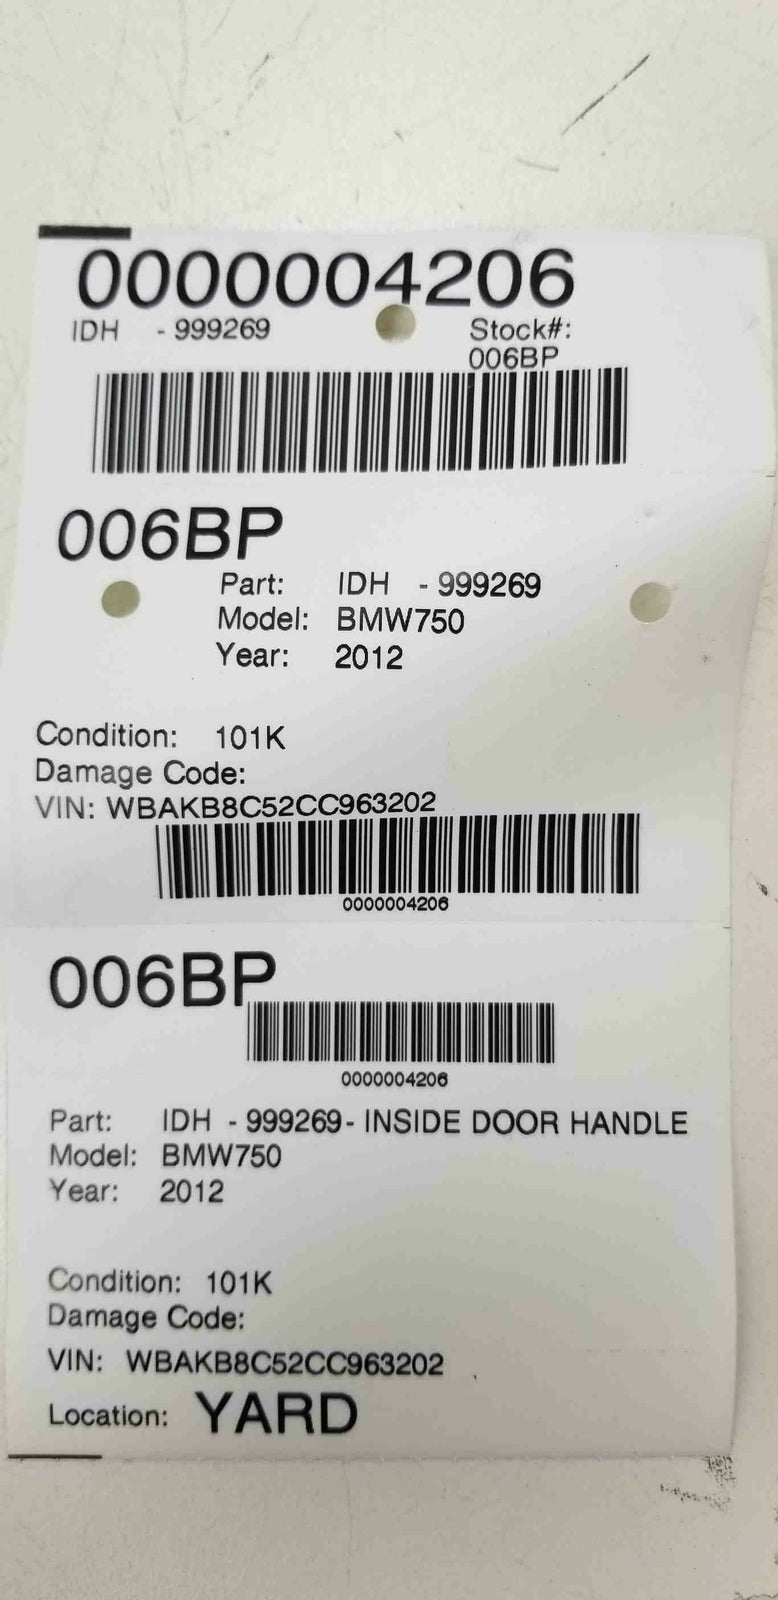 0000004206
IDH - 999269 Stock#:
006BP
006BP
Part: IDH - 999269
Model: BMW750
Year: 2012
Condition: 101K
Damage Code:
VIN: WBAKB8C52CC963202
0000004206
006BP
0000004206
Part: IDH - 999269- INSIDE DOOR HANDLE
Model: BMW750
Year: 2012
Condition: 101K
Damage Code:
VIN: WBAKB8C52CC963202
Location: YARD